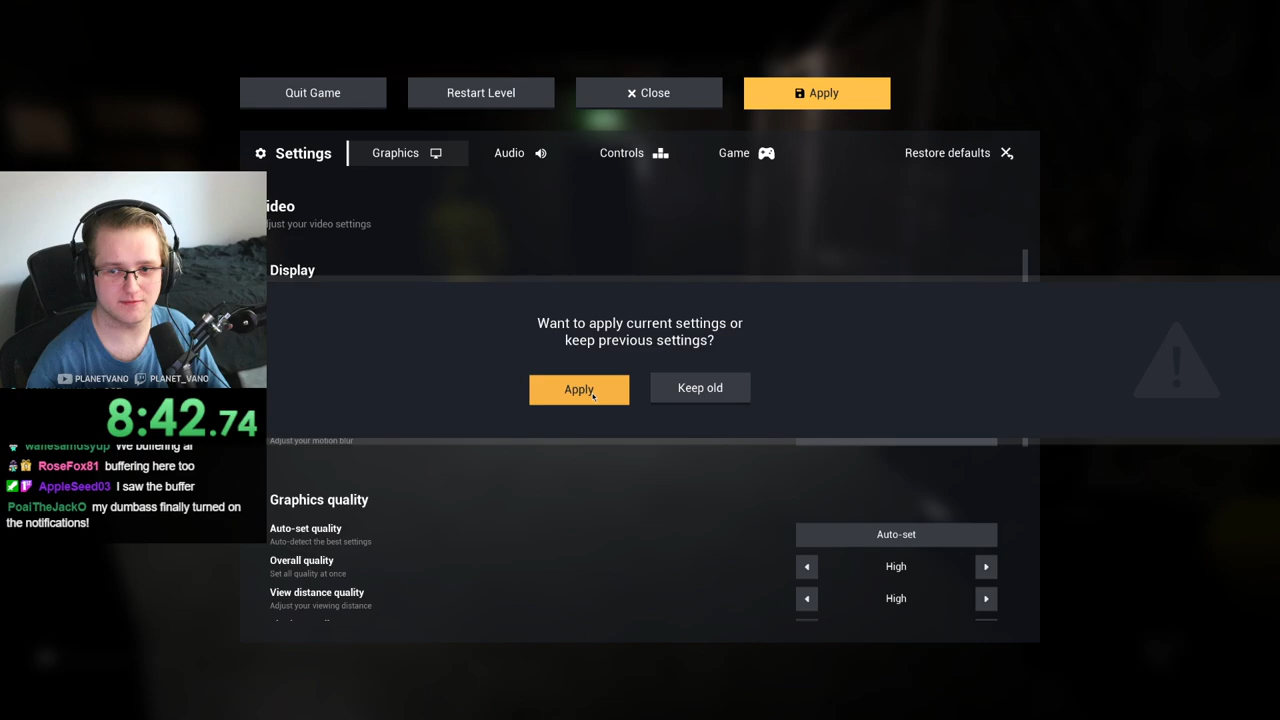 Quit Game
Restart Level
Close
Apply
Settings
Graphics
Audio
Controls
Game
Restore defaults
ideo
just your video settings
Display
Want to apply current settings or
keep previous settings?
Apply
Keep old
PLANETVANO
PLANET_VANO
8:42.74
Adjust your motion blur
RoseFox81 buffering here too
AppleSeed03 I saw the buffer
PoalTheJackO my dumbass finally turned on
the notifications!
Graphics quality
Auto-set quality
Auto-detect the best settings
Auto-set
Overall quality
Set all quality at once
High
View distance quality
Adjust your viewing distance
High